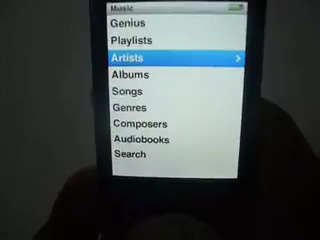 Music
Genius
Playlists
Artists
Albums
Songs
Genres
Composers
Audiobooks
Search